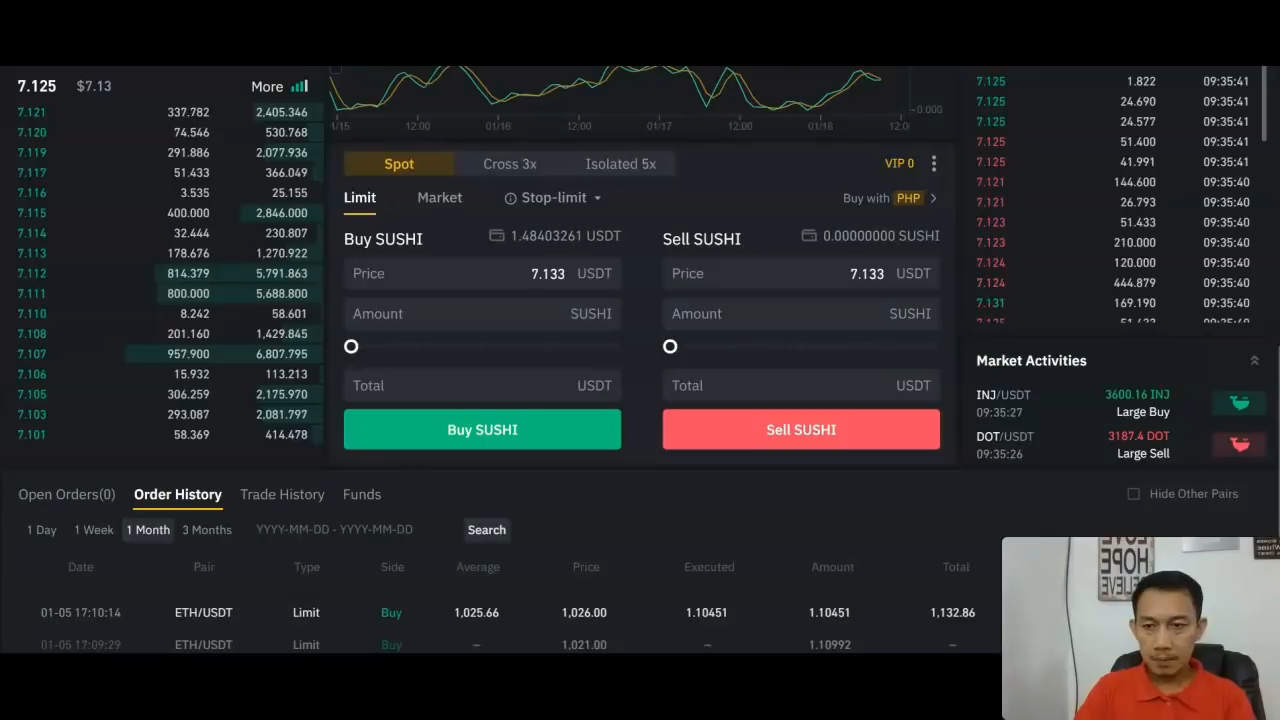 7.125 $7.13 More
7.121 337.782 2,405.346
7.120 74.546 530.768
7.119 291.886 2,077.936
7.117 51.433 366.049
7.116 3.535 25.155
7.115 400.000 2,846.000
7.114 32.444 230.807
7.113 178.676 1,270.922
7.112 814.379 5,791.863
7.111 800.000 5,688.800
7.110 8.242 58.601
7.108 201.160 1,429.845
7.107 957.900 6,807.795
7.106 15.932 113.213
7.105 306.259 2,175.970
7.103 293.087 2,081.797
7.101 58.369 414.478
-0.000
1/15 12:00 01/16 12:00 01/17 12:00 01/18 12:0
Spot Cross 3x Isolated 5x VIP 0
Limit Market Stop-limit Buy with PHP
Buy SUSHI 1.48403261 USDT
Price 7.133 USDT
Amount SUSHI
Total USDT
Buy SUSHI
Sell SUSHI 0.00000000 SUSHI
Price 7.133 USDT
Amount SUSHI
Total USDT
Sell SUSHI
7.125 1.822 09:35:41
7.125 24.690 09:35:41
7.125 24.577 09:35:41
7.125 51.400 09:35:41
7.125 41.991 09:35:41
7.121 144.600 09:35:40
7.121 26.793 09:35:40
7.123 51.433 09:35:40
7.123 210.000 09:35:40
7.124 120.000 09:35:40
7.124 444.879 09:35:40
7.131 169.190 09:35:40
Market Activities
INJ/USDT 3600.16 INJ
09:35:27 Large Buy
DOT/USDT 3187.4 DOT
09:35:26 Large Sell
Open Orders(0) Order History Trade History Funds Hide Other Pairs
1 Day 1 Week 1 Month 3 Months YYYY-MM-DD - YYYY-MM-DD Search
Date Pair Type Side Average Price Executed Amount Total
01-05 17:10:14 ETH/USDT Limit Buy 1,025.66 1,026.00 1.10451 1.10451 1,132.86
01-05 17:09:29 ETH/USDT Limit Buy – 1,021.00 – 1.10992 –
LOVE
HOPE
BELIEVE